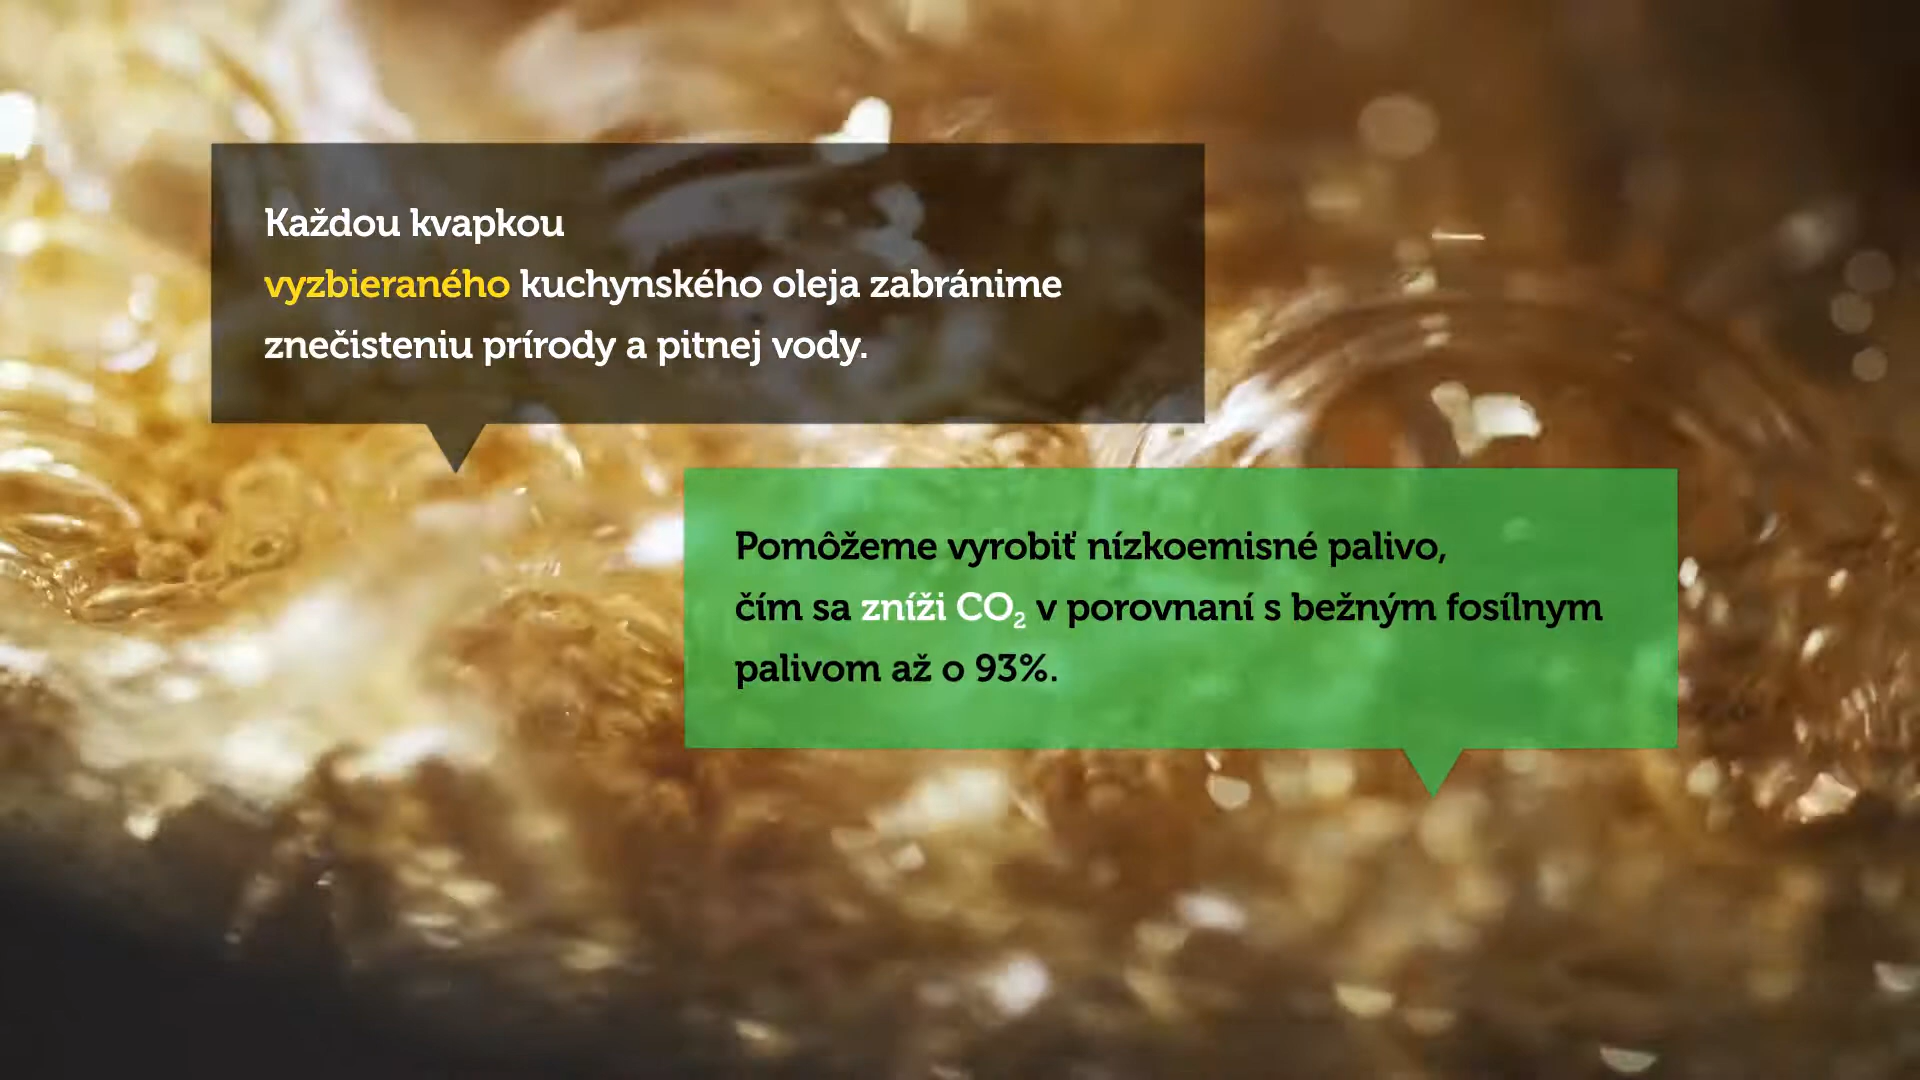 Každou kvapkou
vyzbieraného kuchynského oleja zabránime
znečisteniu prírody a pitnej vody.
Pomôžeme vyrobiť nízkoemisné palivo,
čím sa zníži CO₂ v porovnaní s bežným fosílnym
palivom až o 93%.